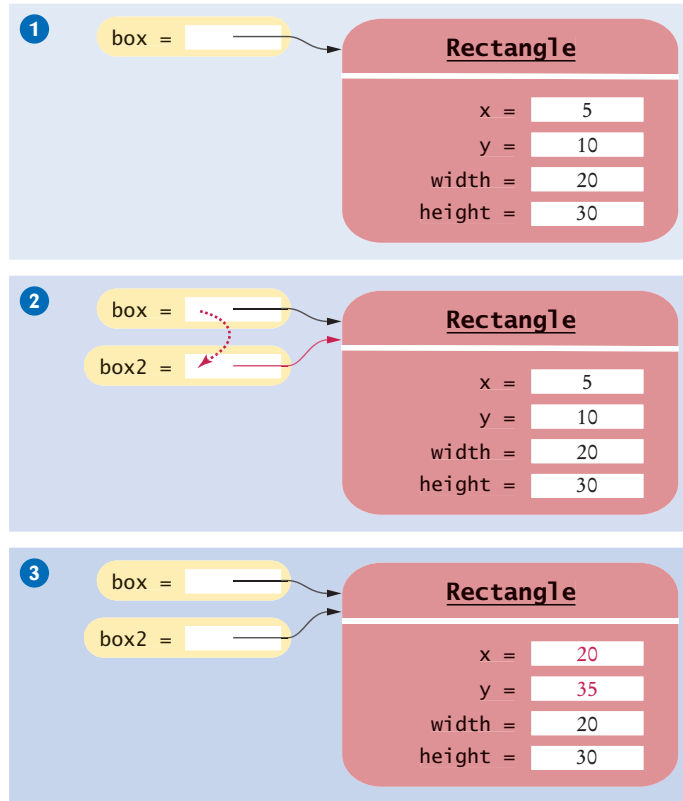 1
box =
Rectangle
x = 5
y = 10
width = 20
height = 30
2
box =
box2 =
Rectangle
x = 5
y = 10
width = 20
height = 30
3
box =
box2 =
Rectangle
x = 20
y = 35
width = 20
height = 30